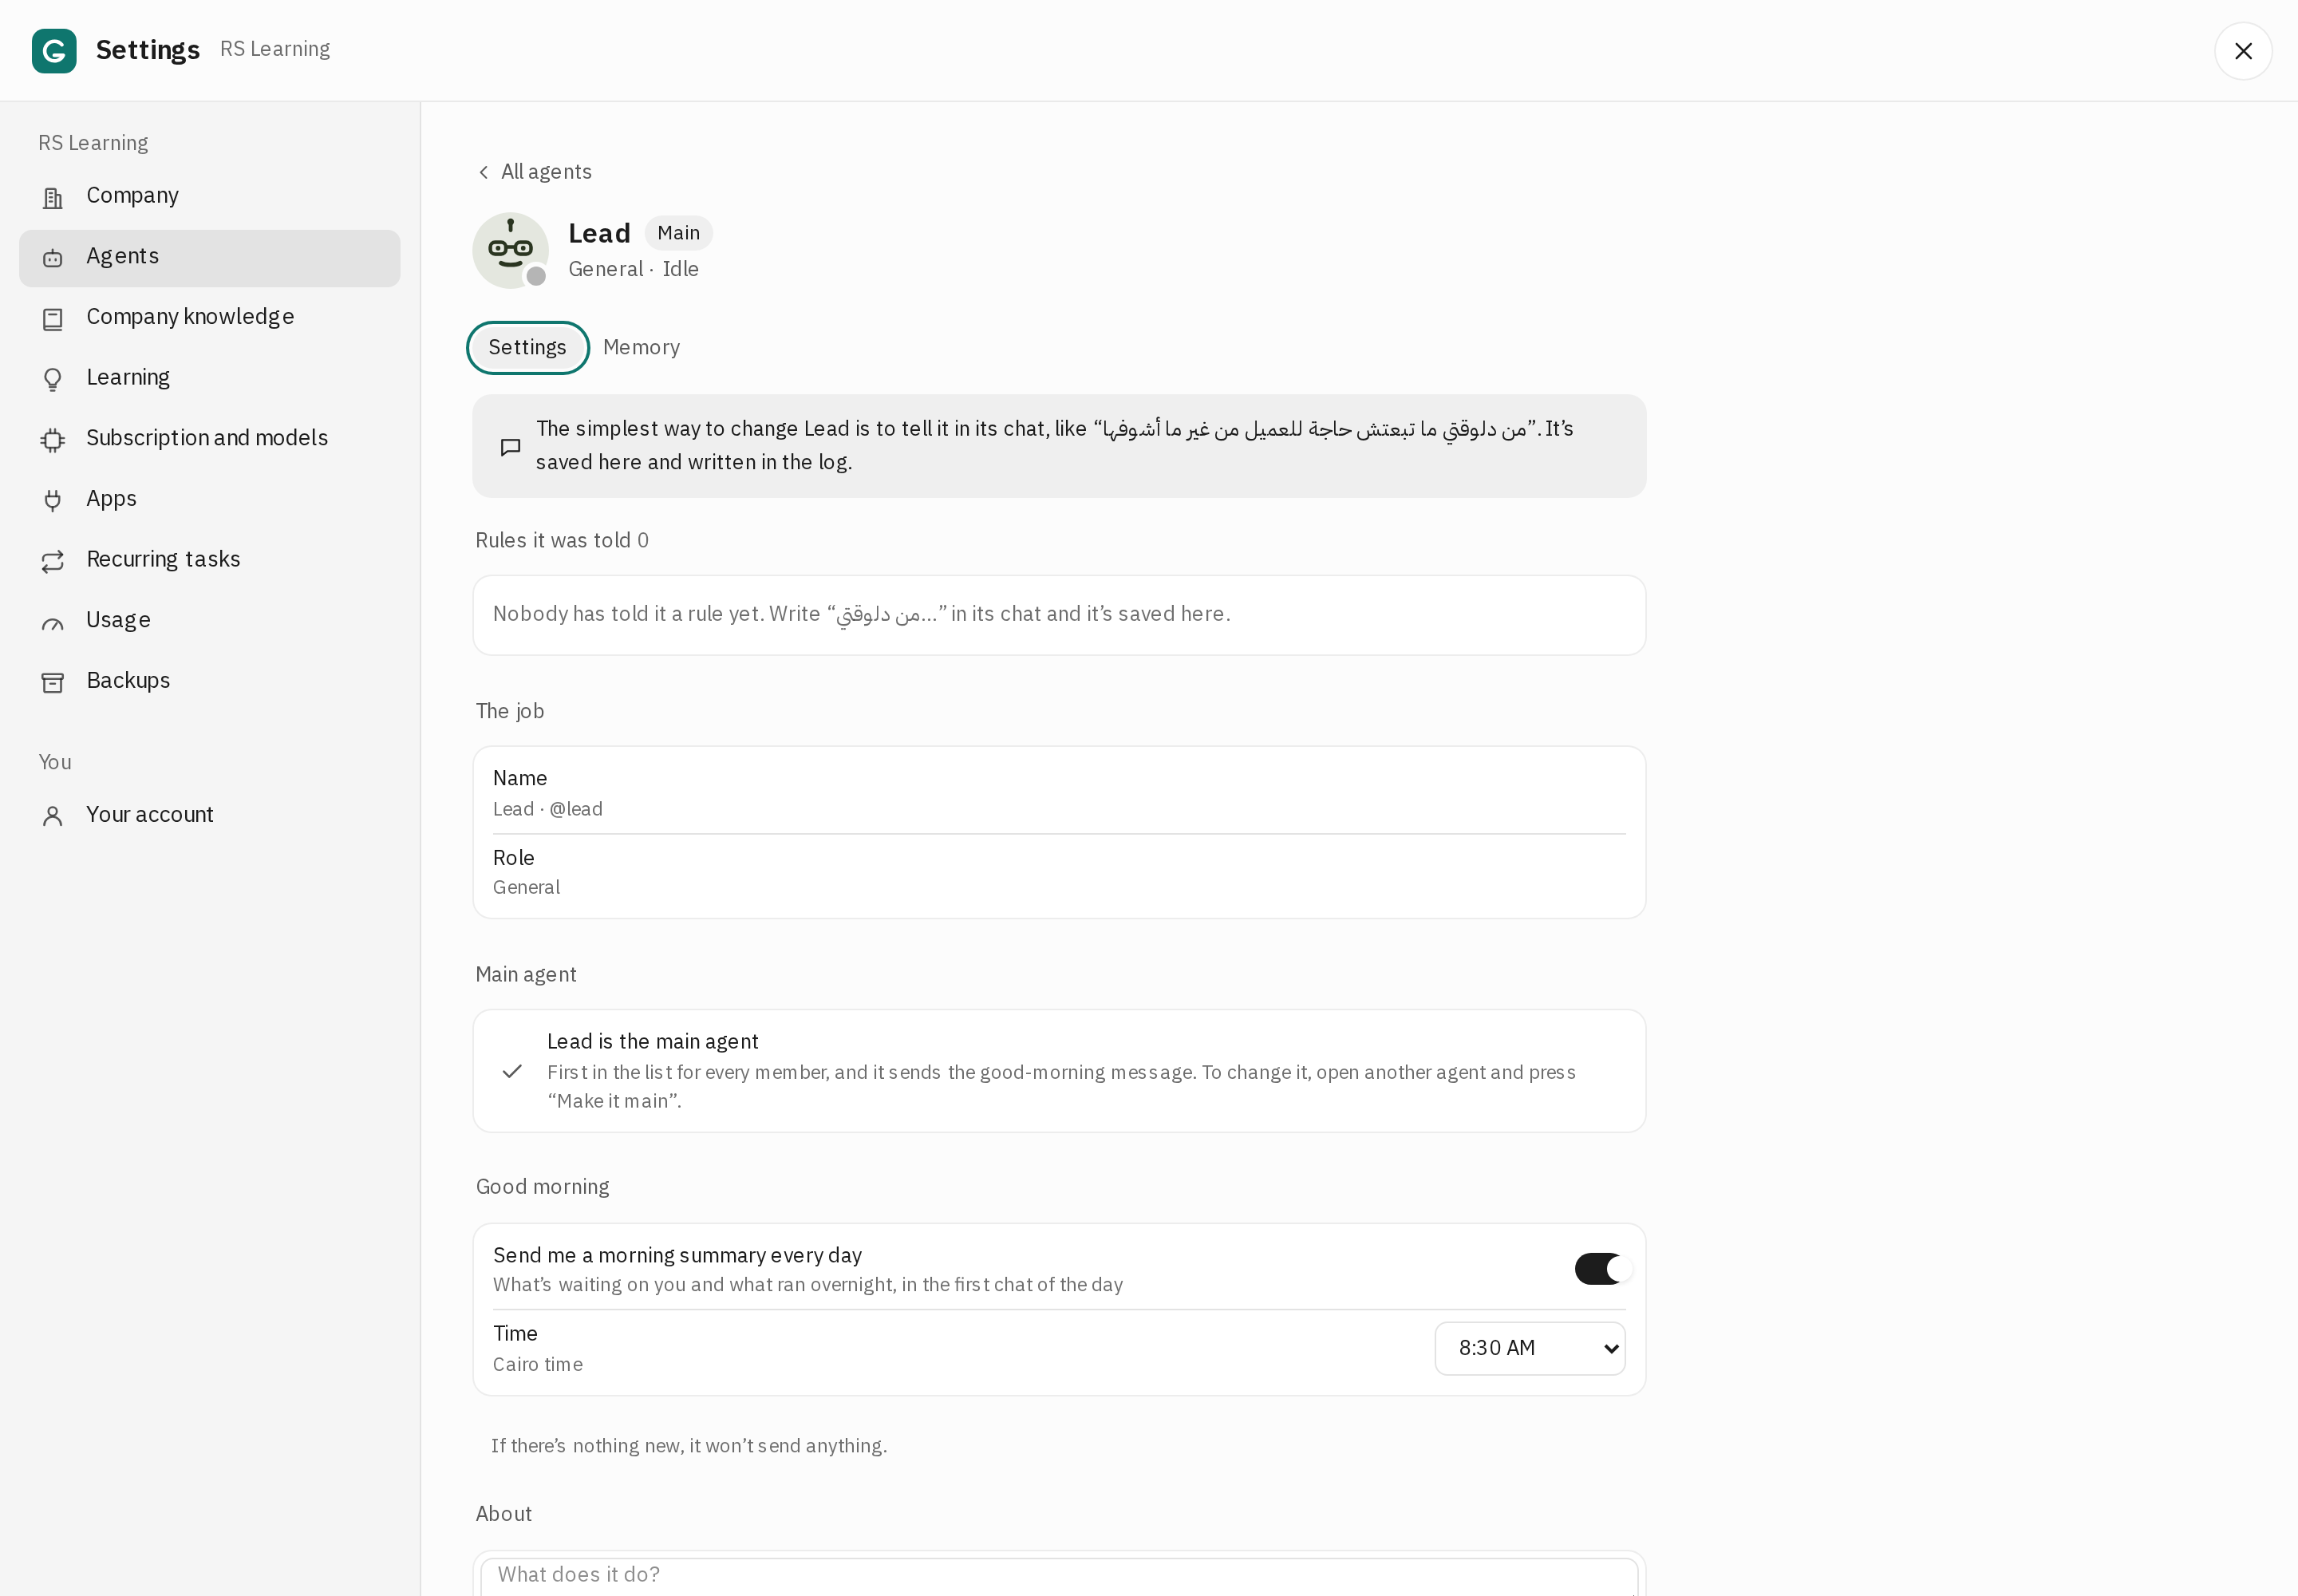 G Settings RS Learning
RS Learning
Company
Agents
Company knowledge
Learning
Subscription and models
Apps
Recurring tasks
Usage
Backups
You
Your account
All agents
Lead Main
General · Idle
Settings Memory
The simplest way to change Lead is to tell it in its chat, like “من دلوقتي ما تبعتش حاجة للعميل من غير ما أشوفها”. It’s
saved here and written in the log.
Rules it was told 0
Nobody has told it a rule yet. Write “من دلوقتي…” in its chat and it’s saved here.
The job
Name
Lead · @lead
Role
General
Main agent
Lead is the main agent
First in the list for every member, and it sends the good-morning message. To change it, open another agent and press
“Make it main”.
Good morning
Send me a morning summary every day
What’s waiting on you and what ran overnight, in the first chat of the day
Time
Cairo time
8:30 AM
If there’s nothing new, it won’t send anything.
About
What does it do?